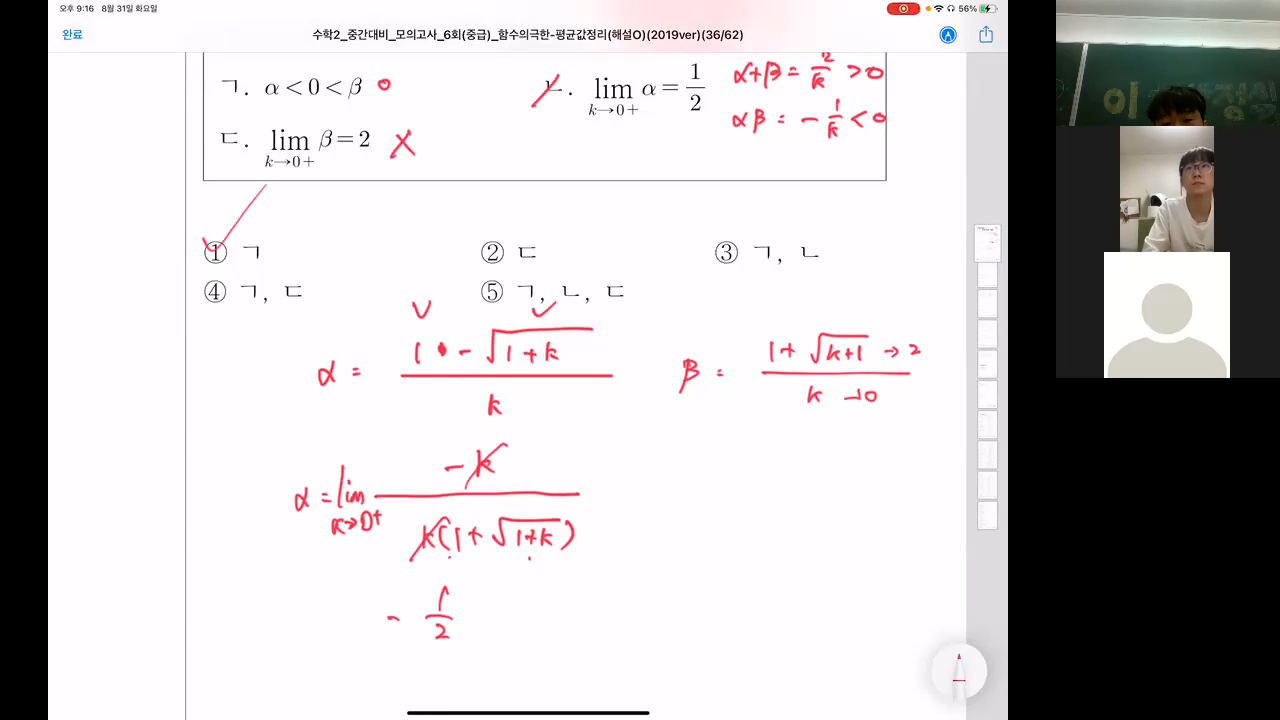 오후 9:16 8월 31일 화요일
56%
완료
수학2_중간대비_모의고사_6회(중급)_함수의극한-평균값정리(해설O)(2019ver)(36/62)
ㄱ. α<0<β ○
ㄴ. lim k→0+ α = 1/2
α+β = 2/k >0
αβ = - 1/k <0
ㄷ. lim k→0+ β = 2 X
① ㄱ ② ㄷ ③ ㄱ, ㄴ
④ ㄱ, ㄷ ⑤ ㄱ, ㄴ, ㄷ
α = (1 - √(1+k)) / k
β = (1+ √(k+1) →2) / (k →0)
α = lim k→0+ -k / k(1+ √(1+k))
- 1/2